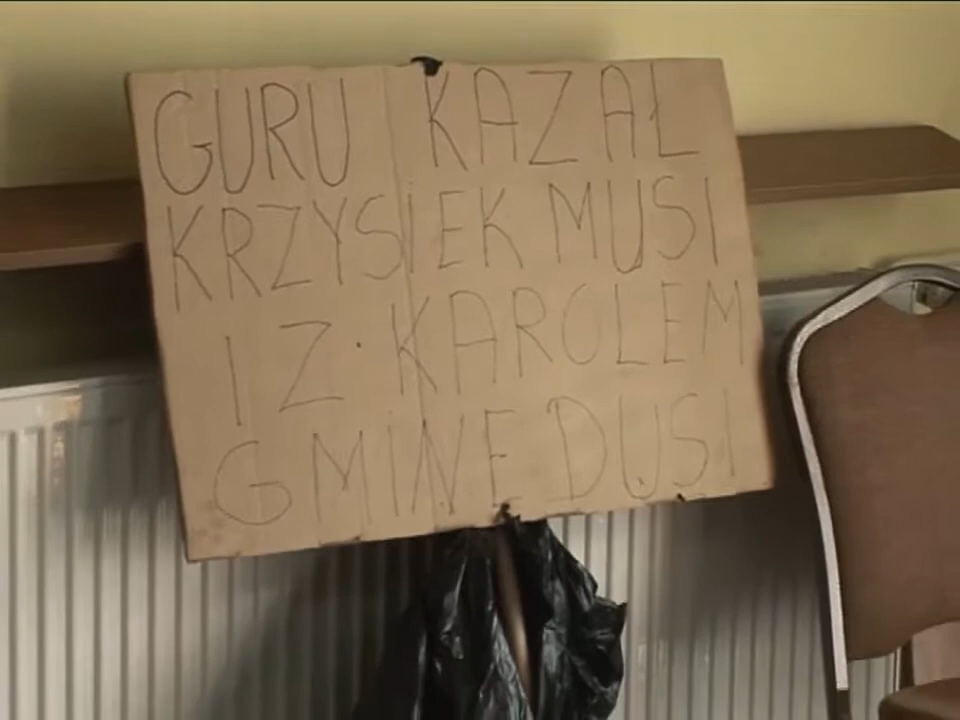 GURU KAZAŁ
KRZYSIEK MUSI
I Z KAROLEM
GMINE DUSI